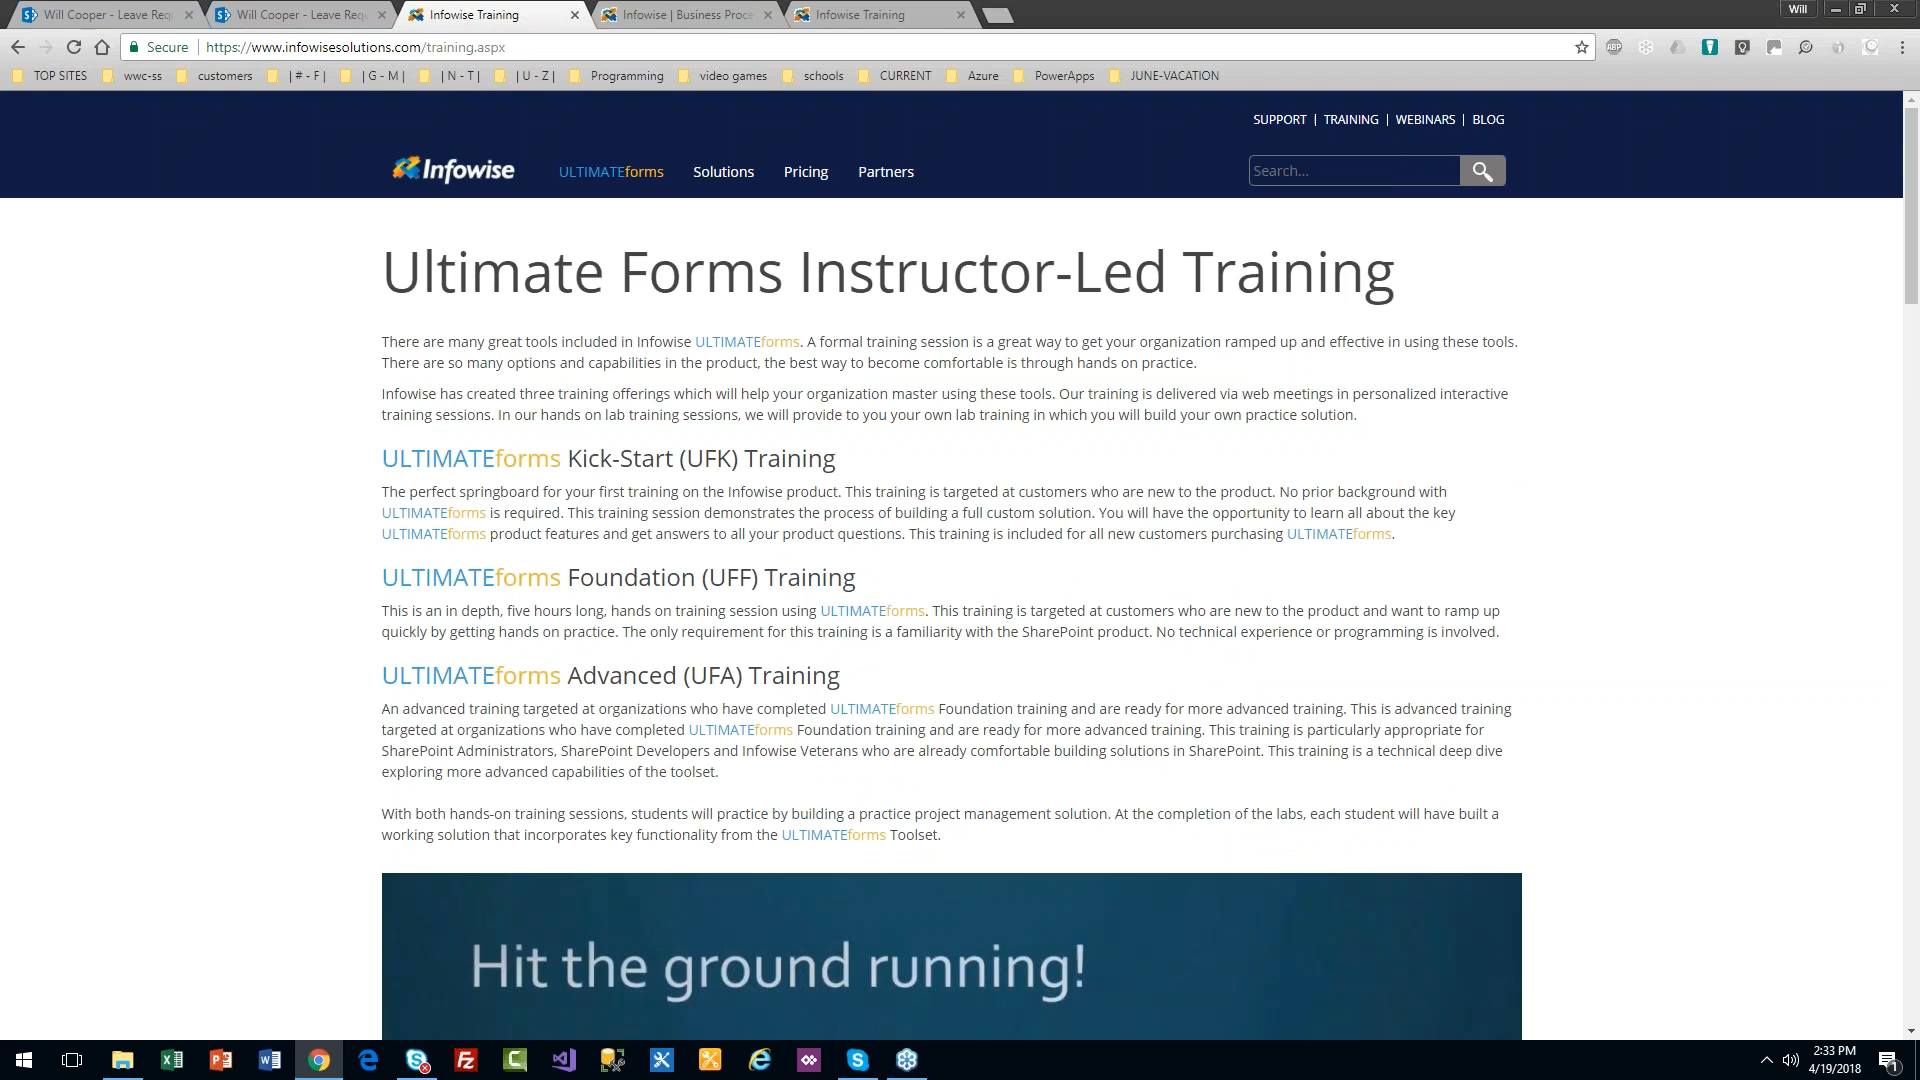 Will Cooper - Leave Req
Will Cooper - Leave Req
Infowise Training
Infowise | Business Proce
Infowise Training
Will
Secure
https://www.infowisesolutions.com/training.aspx
ABP
TOP SITES
wwc-ss
customers
| # - F |
| G - M |
| N - T |
| U - Z |
Programming
video games
schools
CURRENT
Azure
PowerApps
JUNE-VACATION
SUPPORT | TRAINING | WEBINARS | BLOG
Infowise
ULTIMATEforms
Solutions
Pricing
Partners
Search...
Ultimate Forms Instructor-Led Training
There are many great tools included in Infowise ULTIMATEforms. A formal training session is a great way to get your organization ramped up and effective in using these tools.
There are so many options and capabilities in the product, the best way to become comfortable is through hands on practice.
Infowise has created three training offerings which will help your organization master using these tools. Our training is delivered via web meetings in personalized interactive
training sessions. In our hands on lab training sessions, we will provide to you your own lab training in which you will build your own practice solution.
ULTIMATEforms Kick-Start (UFK) Training
The perfect springboard for your first training on the Infowise product. This training is targeted at customers who are new to the product. No prior background with
ULTIMATEforms is required. This training session demonstrates the process of building a full custom solution. You will have the opportunity to learn all about the key
ULTIMATEforms product features and get answers to all your product questions. This training is included for all new customers purchasing ULTIMATEforms.
ULTIMATEforms Foundation (UFF) Training
This is an in depth, five hours long, hands on training session using ULTIMATEforms. This training is targeted at customers who are new to the product and want to ramp up
quickly by getting hands on practice. The only requirement for this training is a familiarity with the SharePoint product. No technical experience or programming is involved.
ULTIMATEforms Advanced (UFA) Training
An advanced training targeted at organizations who have completed ULTIMATEforms Foundation training and are ready for more advanced training. This is advanced training
targeted at organizations who have completed ULTIMATEforms Foundation training and are ready for more advanced training. This training is particularly appropriate for
SharePoint Administrators, SharePoint Developers and Infowise Veterans who are already comfortable building solutions in SharePoint. This training is a technical deep dive
exploring more advanced capabilities of the toolset.
With both hands-on training sessions, students will practice by building a practice project management solution. At the completion of the labs, each student will have built a
working solution that incorporates key functionality from the ULTIMATEforms Toolset.
Hit the ground running!
2:33 PM
4/19/2018
1